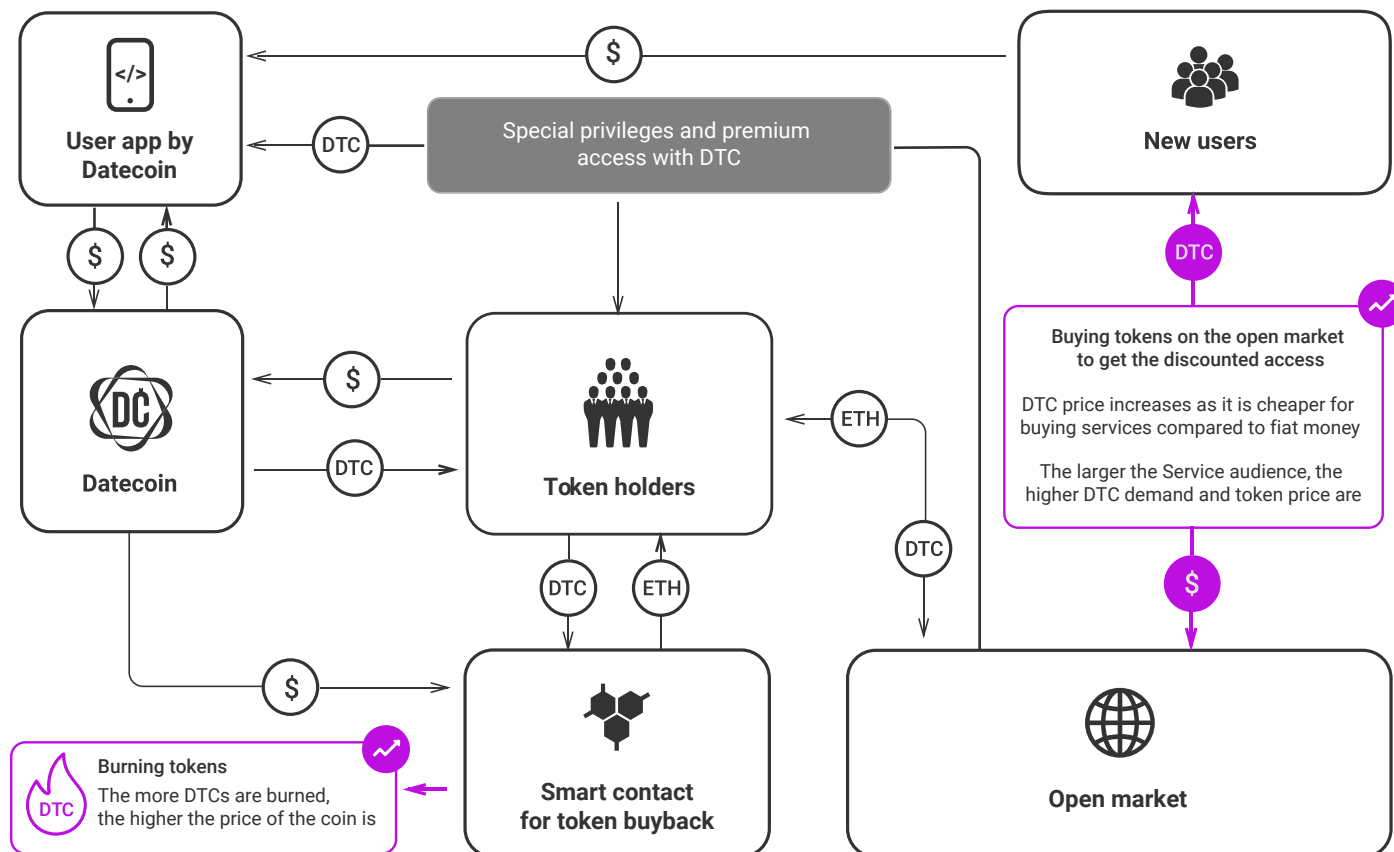 $
</>
User app by
Datecoin
New users
DTC
Special privileges and premium
access with DTC
$
$
DTC
Buying tokens on the open market
to get the discounted access
DTC price increases as it is cheaper for
buying services compared to fiat money
The larger the Service audience, the
higher DTC demand and token price are
$
DC
Datecoin
$
DTC
Token holders
ETH
DTC
DTC
ETH
$
$
Smart contact
for token buyback
Open market
DTC
Burning tokens
The more DTCs are burned,
the higher the price of the coin is